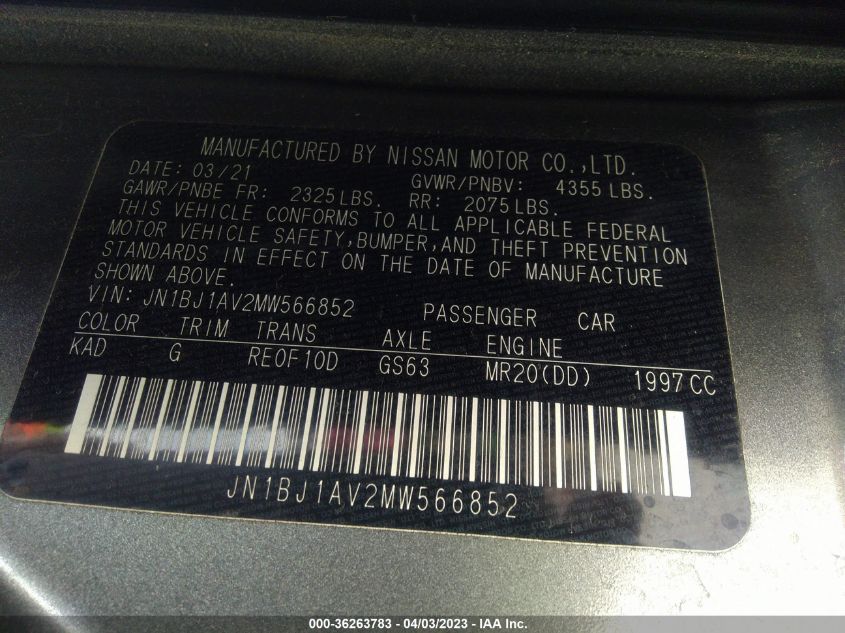 MANUFACTURED BY NISSAN MOTOR CO.,LTD.
DATE: 03/21 GVWR/PNBV: 4355 LBS.
GAWR/PNBE FR: 2325 LBS. RR: 2075 LBS.
THIS VEHICLE CONFORMS TO ALL APPLICABLE FEDERAL
MOTOR VEHICLE SAFETY, BUMPER, AND THEFT PREVENTION
STANDARDS IN EFFECT ON THE DATE OF MANUFACTURE
SHOWN ABOVE.
VIN: JN1BJ1AV2MW566852 PASSENGER CAR
COLOR TRIM TRANS AXLE ENGINE
KAD G RE0F10D GS63 MR20(DD) 1997 CC
JN1BJ1AV2MW566852
000-36263783 - 04/03/2023 - IAA Inc.